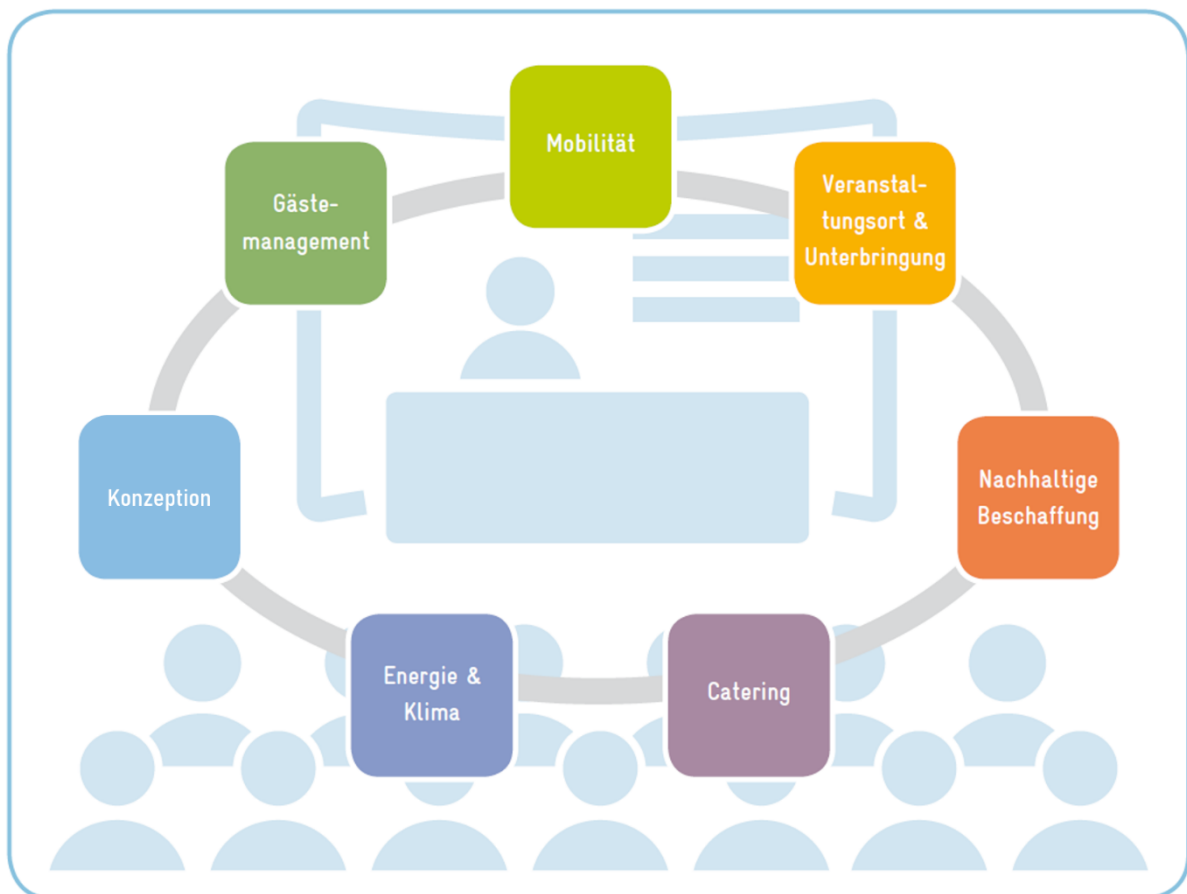 Mobilität
Gäste-
management
Veranstal-
tungsort &
Unterbringung
Konzeption
Nachhaltige
Beschaffung
Energie &
Klima
Catering